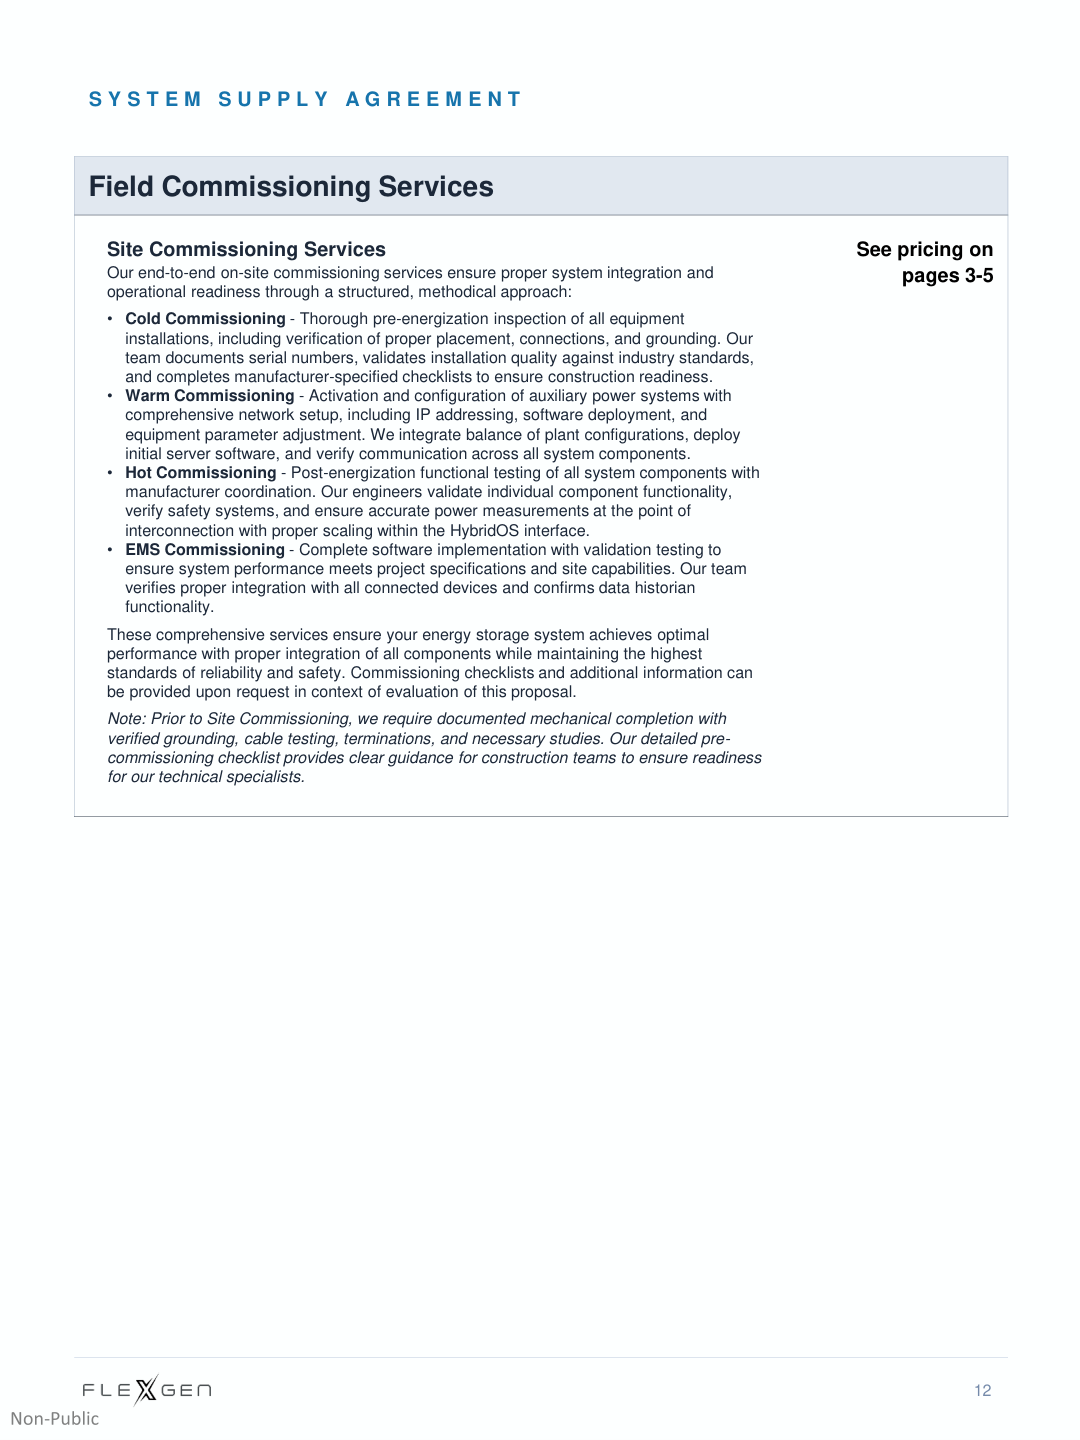 SYSTEM SUPPLY AGREEMENT
Field Commissioning Services
Site Commissioning Services
See pricing on
pages 3-5
Our end-to-end on-site commissioning services ensure proper system integration and
operational readiness through a structured, methodical approach:
• Cold Commissioning - Thorough pre-energization inspection of all equipment
installations, including verification of proper placement, connections, and grounding. Our
team documents serial numbers, validates installation quality against industry standards,
and completes manufacturer-specified checklists to ensure construction readiness.
• Warm Commissioning - Activation and configuration of auxiliary power systems with
comprehensive network setup, including IP addressing, software deployment, and
equipment parameter adjustment. We integrate balance of plant configurations, deploy
initial server software, and verify communication across all system components.
• Hot Commissioning - Post-energization functional testing of all system components with
manufacturer coordination. Our engineers validate individual component functionality,
verify safety systems, and ensure accurate power measurements at the point of
interconnection with proper scaling within the HybridOS interface.
• EMS Commissioning - Complete software implementation with validation testing to
ensure system performance meets project specifications and site capabilities. Our team
verifies proper integration with all connected devices and confirms data historian
functionality.
These comprehensive services ensure your energy storage system achieves optimal
performance with proper integration of all components while maintaining the highest
standards of reliability and safety. Commissioning checklists and additional information can
be provided upon request in context of evaluation of this proposal.
Note: Prior to Site Commissioning, we require documented mechanical completion with
verified grounding, cable testing, terminations, and necessary studies. Our detailed pre-
commissioning checklist provides clear guidance for construction teams to ensure readiness
for our technical specialists.
FLEXGEN
12
Non-Public